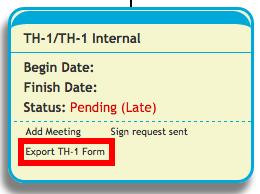 TH-1/TH-1 Internal
Begin Date:
Finish Date:
Status: Pending (Late)
Add Meeting Sign request sent
Export TH-1 Form